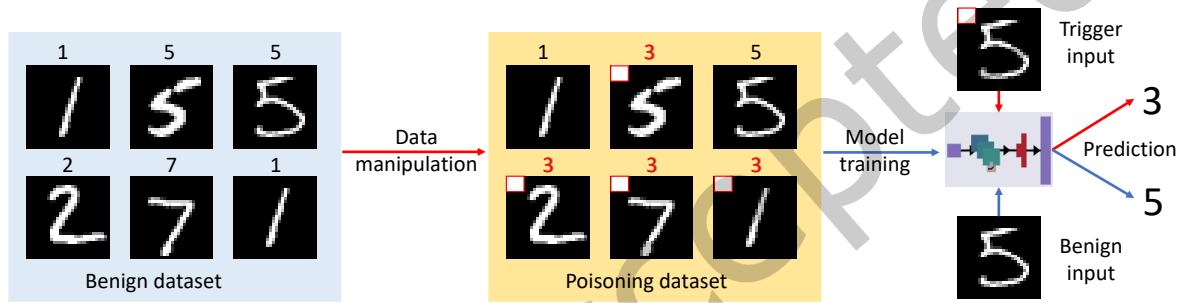 1 5 5
2 7 1
Benign dataset
Data
manipulation
1 3 5
3 3 3
Poisoning dataset
Model
training
Trigger
input
3
Prediction
5
Benign
input